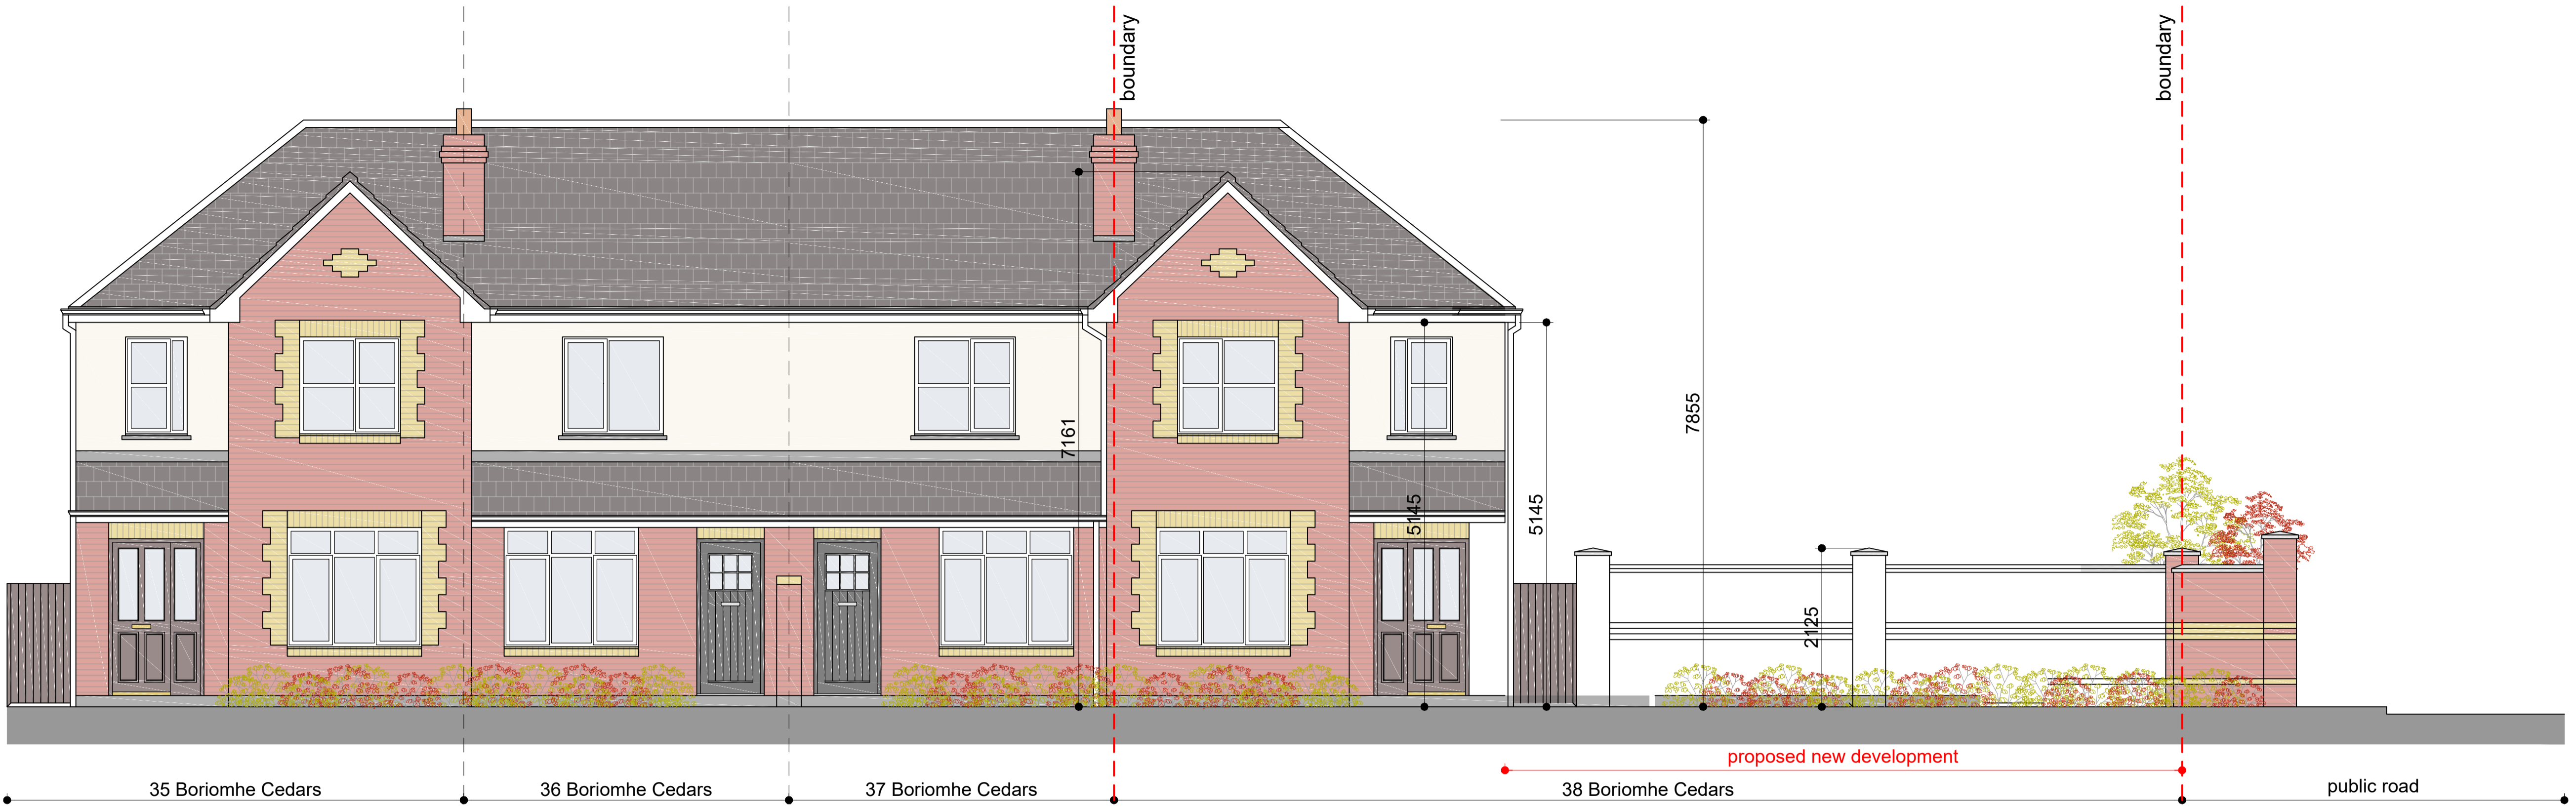 boundary
boundary
7161
5145
5145
7855
2125
proposed new development
35 Boriomhe Cedars
36 Boriomhe Cedars
37 Boriomhe Cedars
38 Boriomhe Cedars
public road